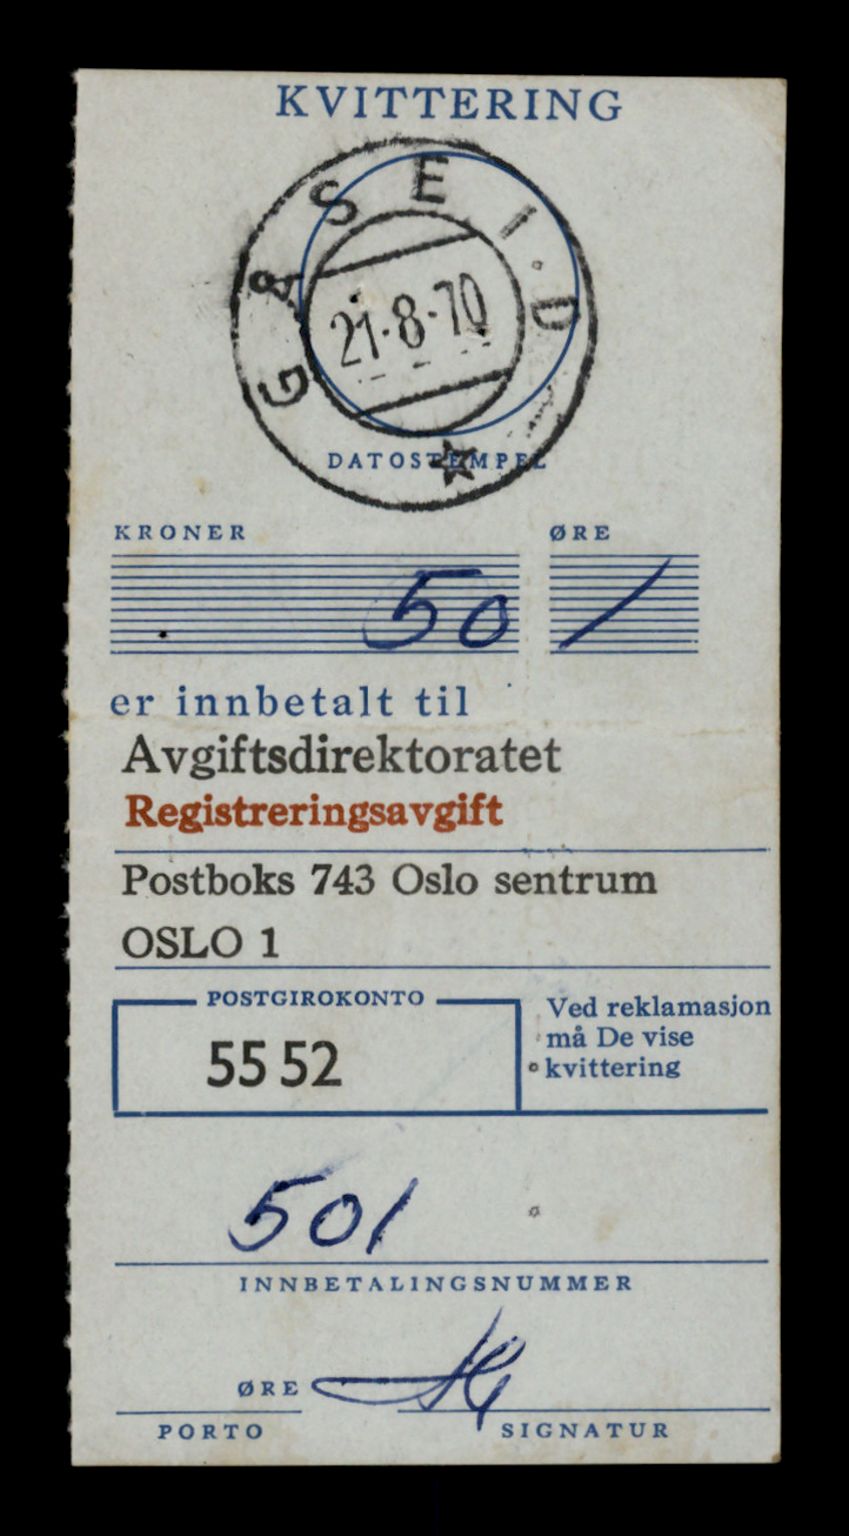 KVITTERING
GÅSEID
21-8-70
DATOSTEMPEL
KRONER ØRE
50 /
er innbetalt til
Avgiftsdirektoratet
Registreringsavgift
Postboks 743 Oslo sentrum
OSLO 1
POSTGIROKONTO
55 52
Ved reklamasjon
må De vise
kvittering
501
INNBETALINGSNUMMER
ØRE
PORTO SIGNATUR